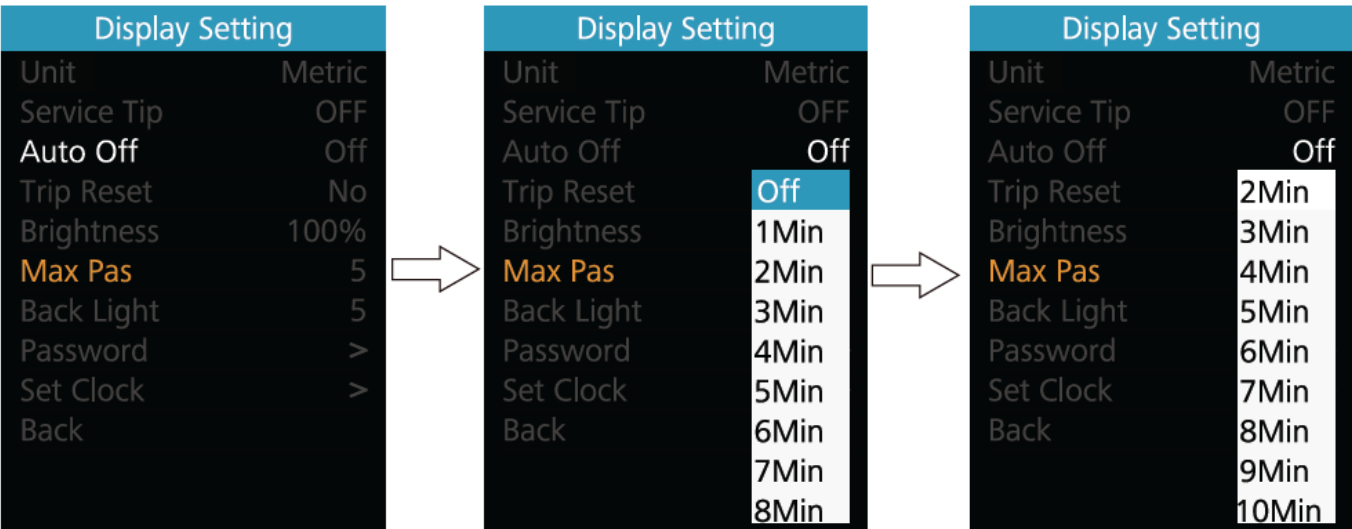 Display Setting
Unit Metric
Service Tip OFF
Auto Off Off
Trip Reset No
Brightness 100%
Max Pas 5
Back Light 5
Password >
Set Clock >
Back
Display Setting
Unit Metric
Service Tip OFF
Auto Off Off
Trip Reset Off
Brightness 1Min
Max Pas 2Min
Back Light 3Min
Password 4Min
Set Clock 5Min
Back 6Min
7Min
8Min
Display Setting
Unit Metric
Service Tip OFF
Auto Off Off
Trip Reset 2Min
Brightness 3Min
Max Pas 4Min
Back Light 5Min
Password 6Min
Set Clock 7Min
Back 8Min
9Min
10Min